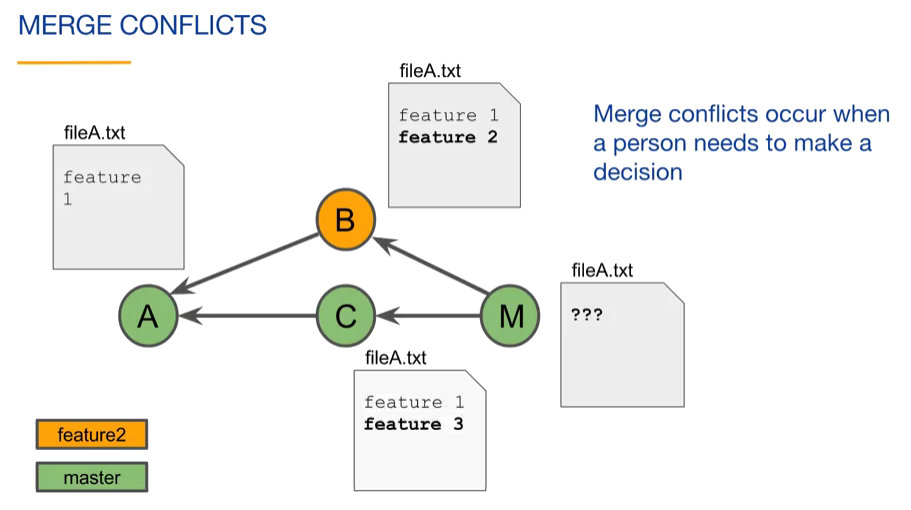 MERGE CONFLICTS
fileA.txt
feature 1
feature 2
Merge conflicts occur when
a person needs to make a
decision
fileA.txt
feature
1
B
fileA.txt
???
A
C
M
fileA.txt
feature 1
feature 3
feature2
master